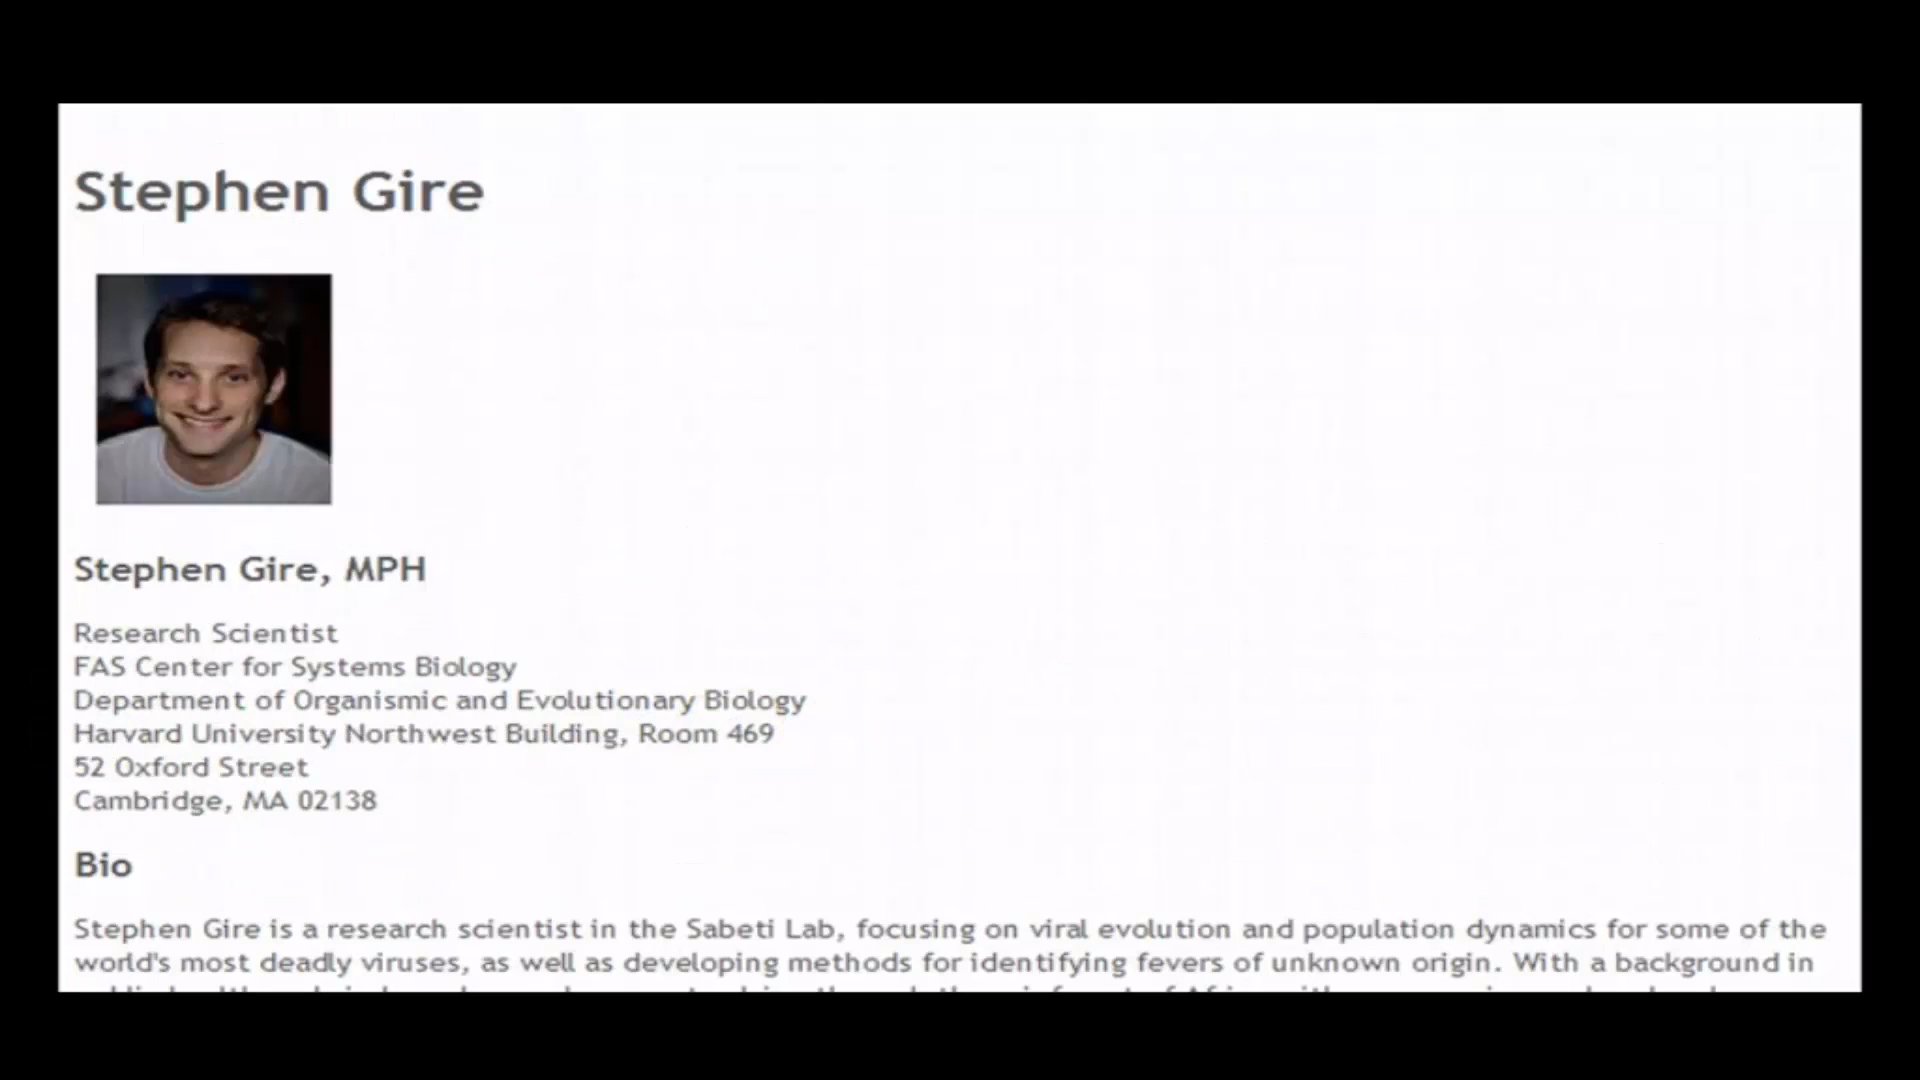 Stephen Gire
Stephen Gire, MPH
Research Scientist
FAS Center for Systems Biology
Department of Organismic and Evolutionary Biology
Harvard University Northwest Building, Room 469
52 Oxford Street
Cambridge, MA 02138
Bio
Stephen Gire is a research scientist in the Sabeti Lab, focusing on viral evolution and population dynamics for some of the
world's most deadly viruses, as well as developing methods for identifying fevers of unknown origin. With a background in